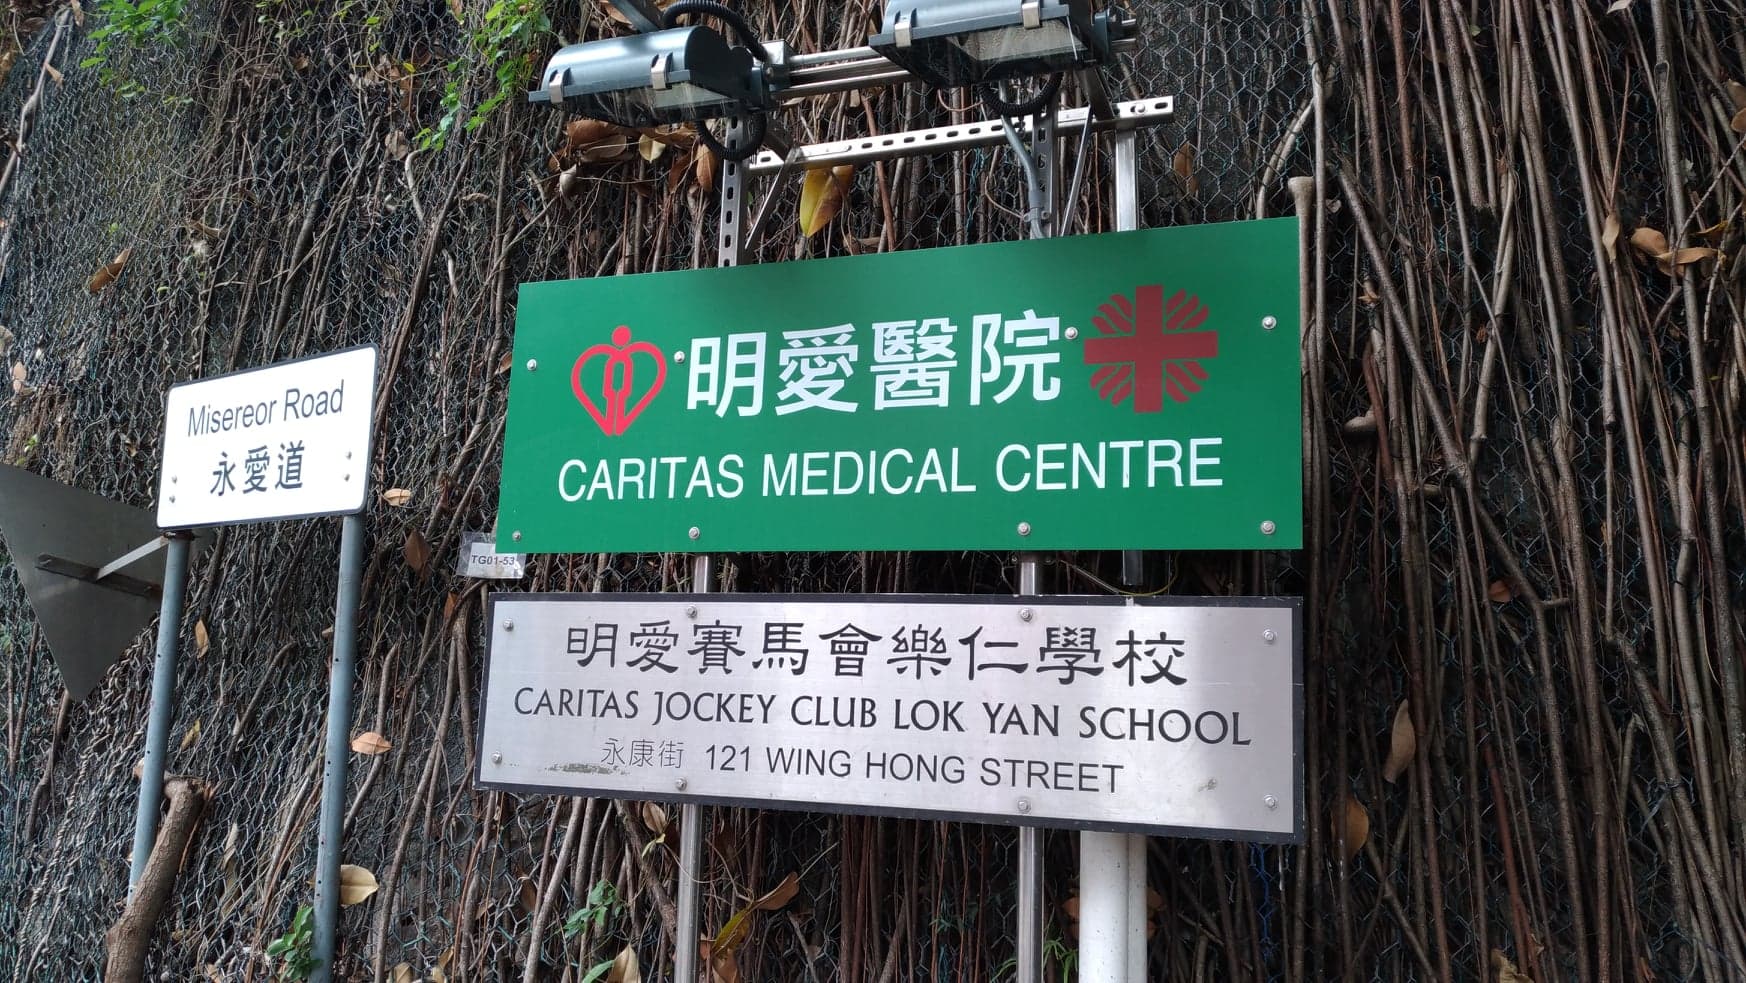 Misereor Road
永愛道
明愛醫院
CARITAS MEDICAL CENTRE
TG01-53
明愛賽馬會樂仁學校
CARITAS JOCKEY CLUB LOK YAN SCHOOL
永康街 121 WING HONG STREET